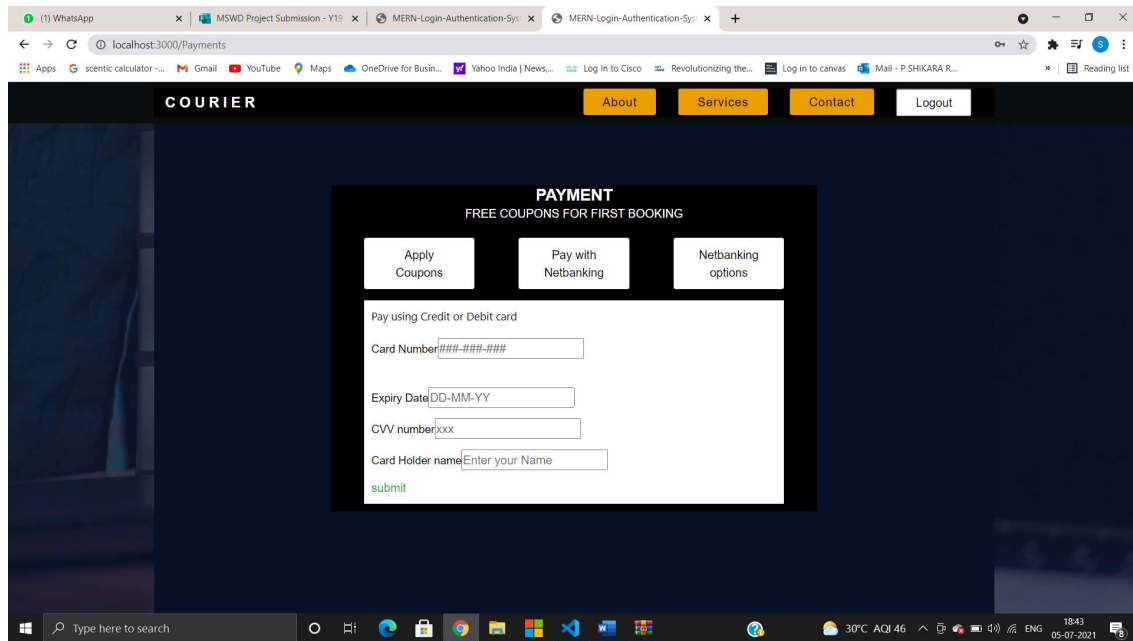 (1) WhatsApp
MSWD Project Submission - Y19
MERN-Login-Authentication-Sys
MERN-Login-Authentication-Sys
localhost:3000/Payments
Apps
scentic calculator -...
Gmail
YouTube
Maps
OneDrive for Busin...
Yahoo India | News,...
Log In to Cisco
Revolutionizing the...
Log in to canvas
Mail - P SHIKARA R...
»
Reading list
COURIER
About
Services
Contact
Logout
PAYMENT
FREE COUPONS FOR FIRST BOOKING
Apply
Coupons
Pay with
Netbanking
Netbanking
options
Pay using Credit or Debit card
Card Number ###-###-###
Expiry Date DD-MM-YY
CVV number xxx
Card Holder name Enter your Name
submit
Type here to search
30°C AQI 46
ENG
18:43
05-07-2021